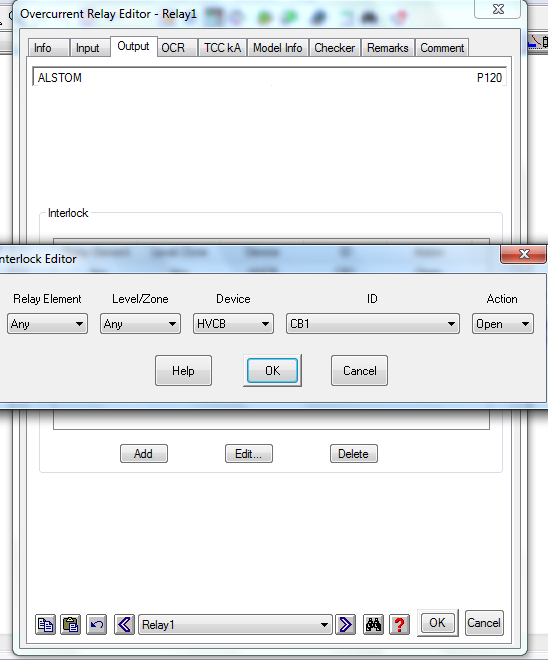 Overcurrent Relay Editor - Relay1
Info Input Output OCR TCC kA Model Info Checker Remarks Comment
ALSTOM P120
Interlock
nterlock Editor
Relay Element Level/Zone Device ID Action
Any Any HVCB CB1 Open
Help OK Cancel
Add Edit... Delete
Relay1 ? OK Cancel